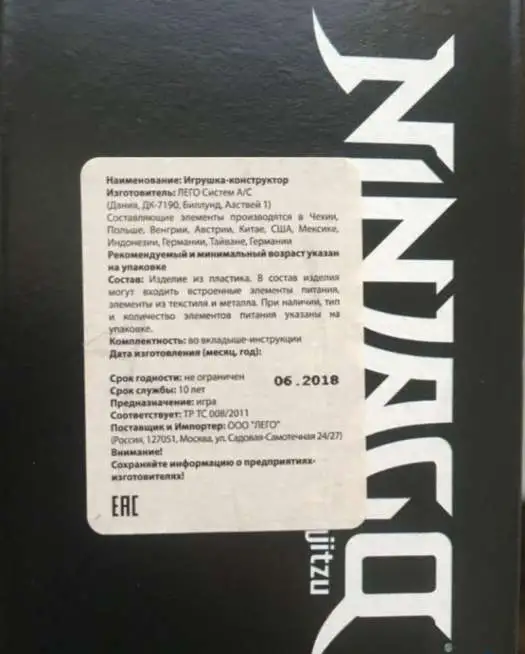 Наименование: Игрушка-конструктор
Изготовитель: ЛЕГО Систем А/С
(Дания, ДК-7190, Биллунд, Аствей 1)
Составляющие элементы производятся в Чехии,
Польше, Венгрии, Австрии, Китае, США, Мексике,
Индонезии, Германии, Тайване, Германии
Рекомендуемый и минимальный возраст указан
на упаковке
Состав: Изделие из пластика. В состав изделия
могут входить встроенные элементы питания,
элементы из текстиля и металла. При наличии, тип
и количество элементов питания указаны на
упаковке.
Комплектность: во вкладыше-инструкции
Дата изготовления (месяц, год):
06.2018
Срок годности: не ограничен
Срок службы: 10 лет
Предназначение: игра
Соответствует: ТР ТС 008/2011
Поставщик и Импортер: ООО "ЛЕГО"
(Россия, 127051, Москва, ул. Садовая-Самотечная 24/27)
Внимание!
Сохраняйте информацию о предприятиях-
изготовителях!
EAC
NINJAGO®
jitzu